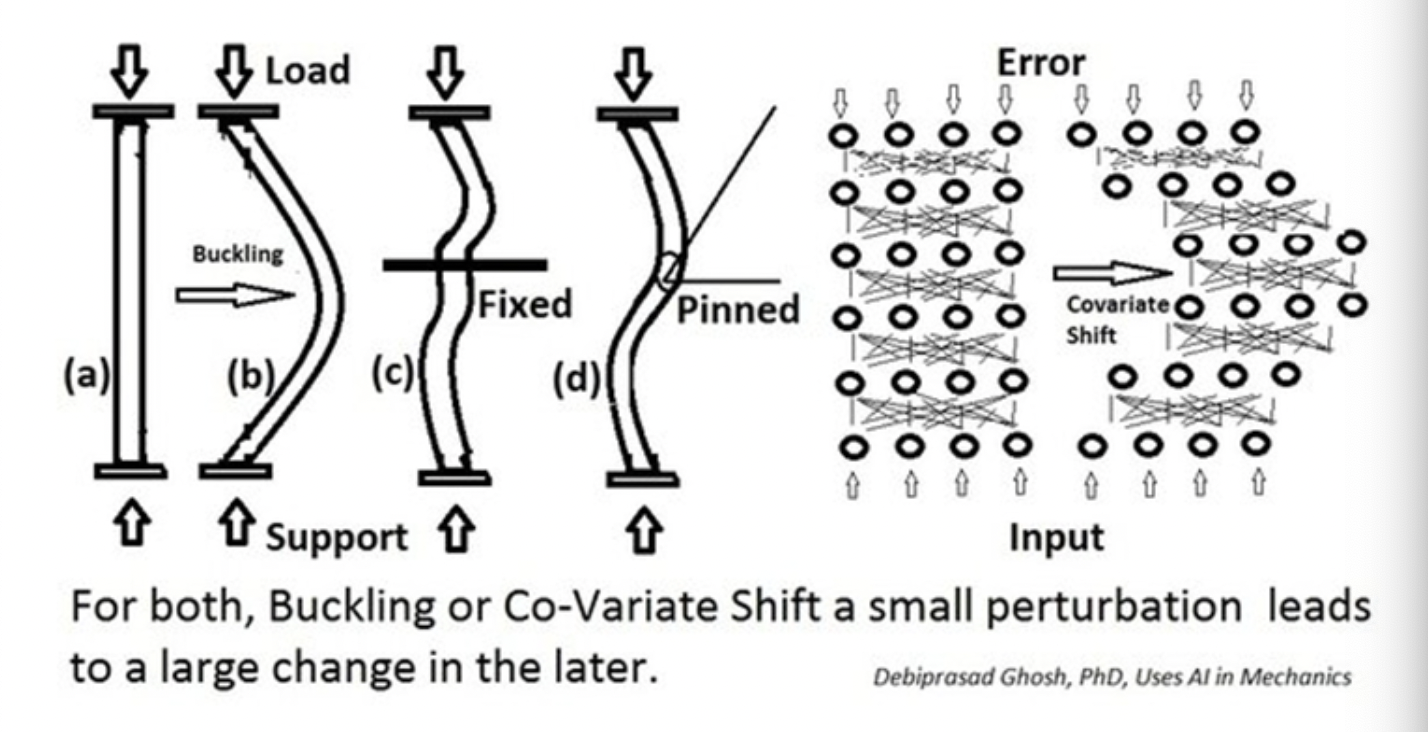 Load
Error
Buckling
Fixed
Pinned
Covariate
Shift
(a)
(b)
(c)
(d)
Support
Input
For both, Buckling or Co-Variate Shift a small perturbation leads
to a large change in the later.
Debiprasad Ghosh, PhD, Uses AI in Mechanics